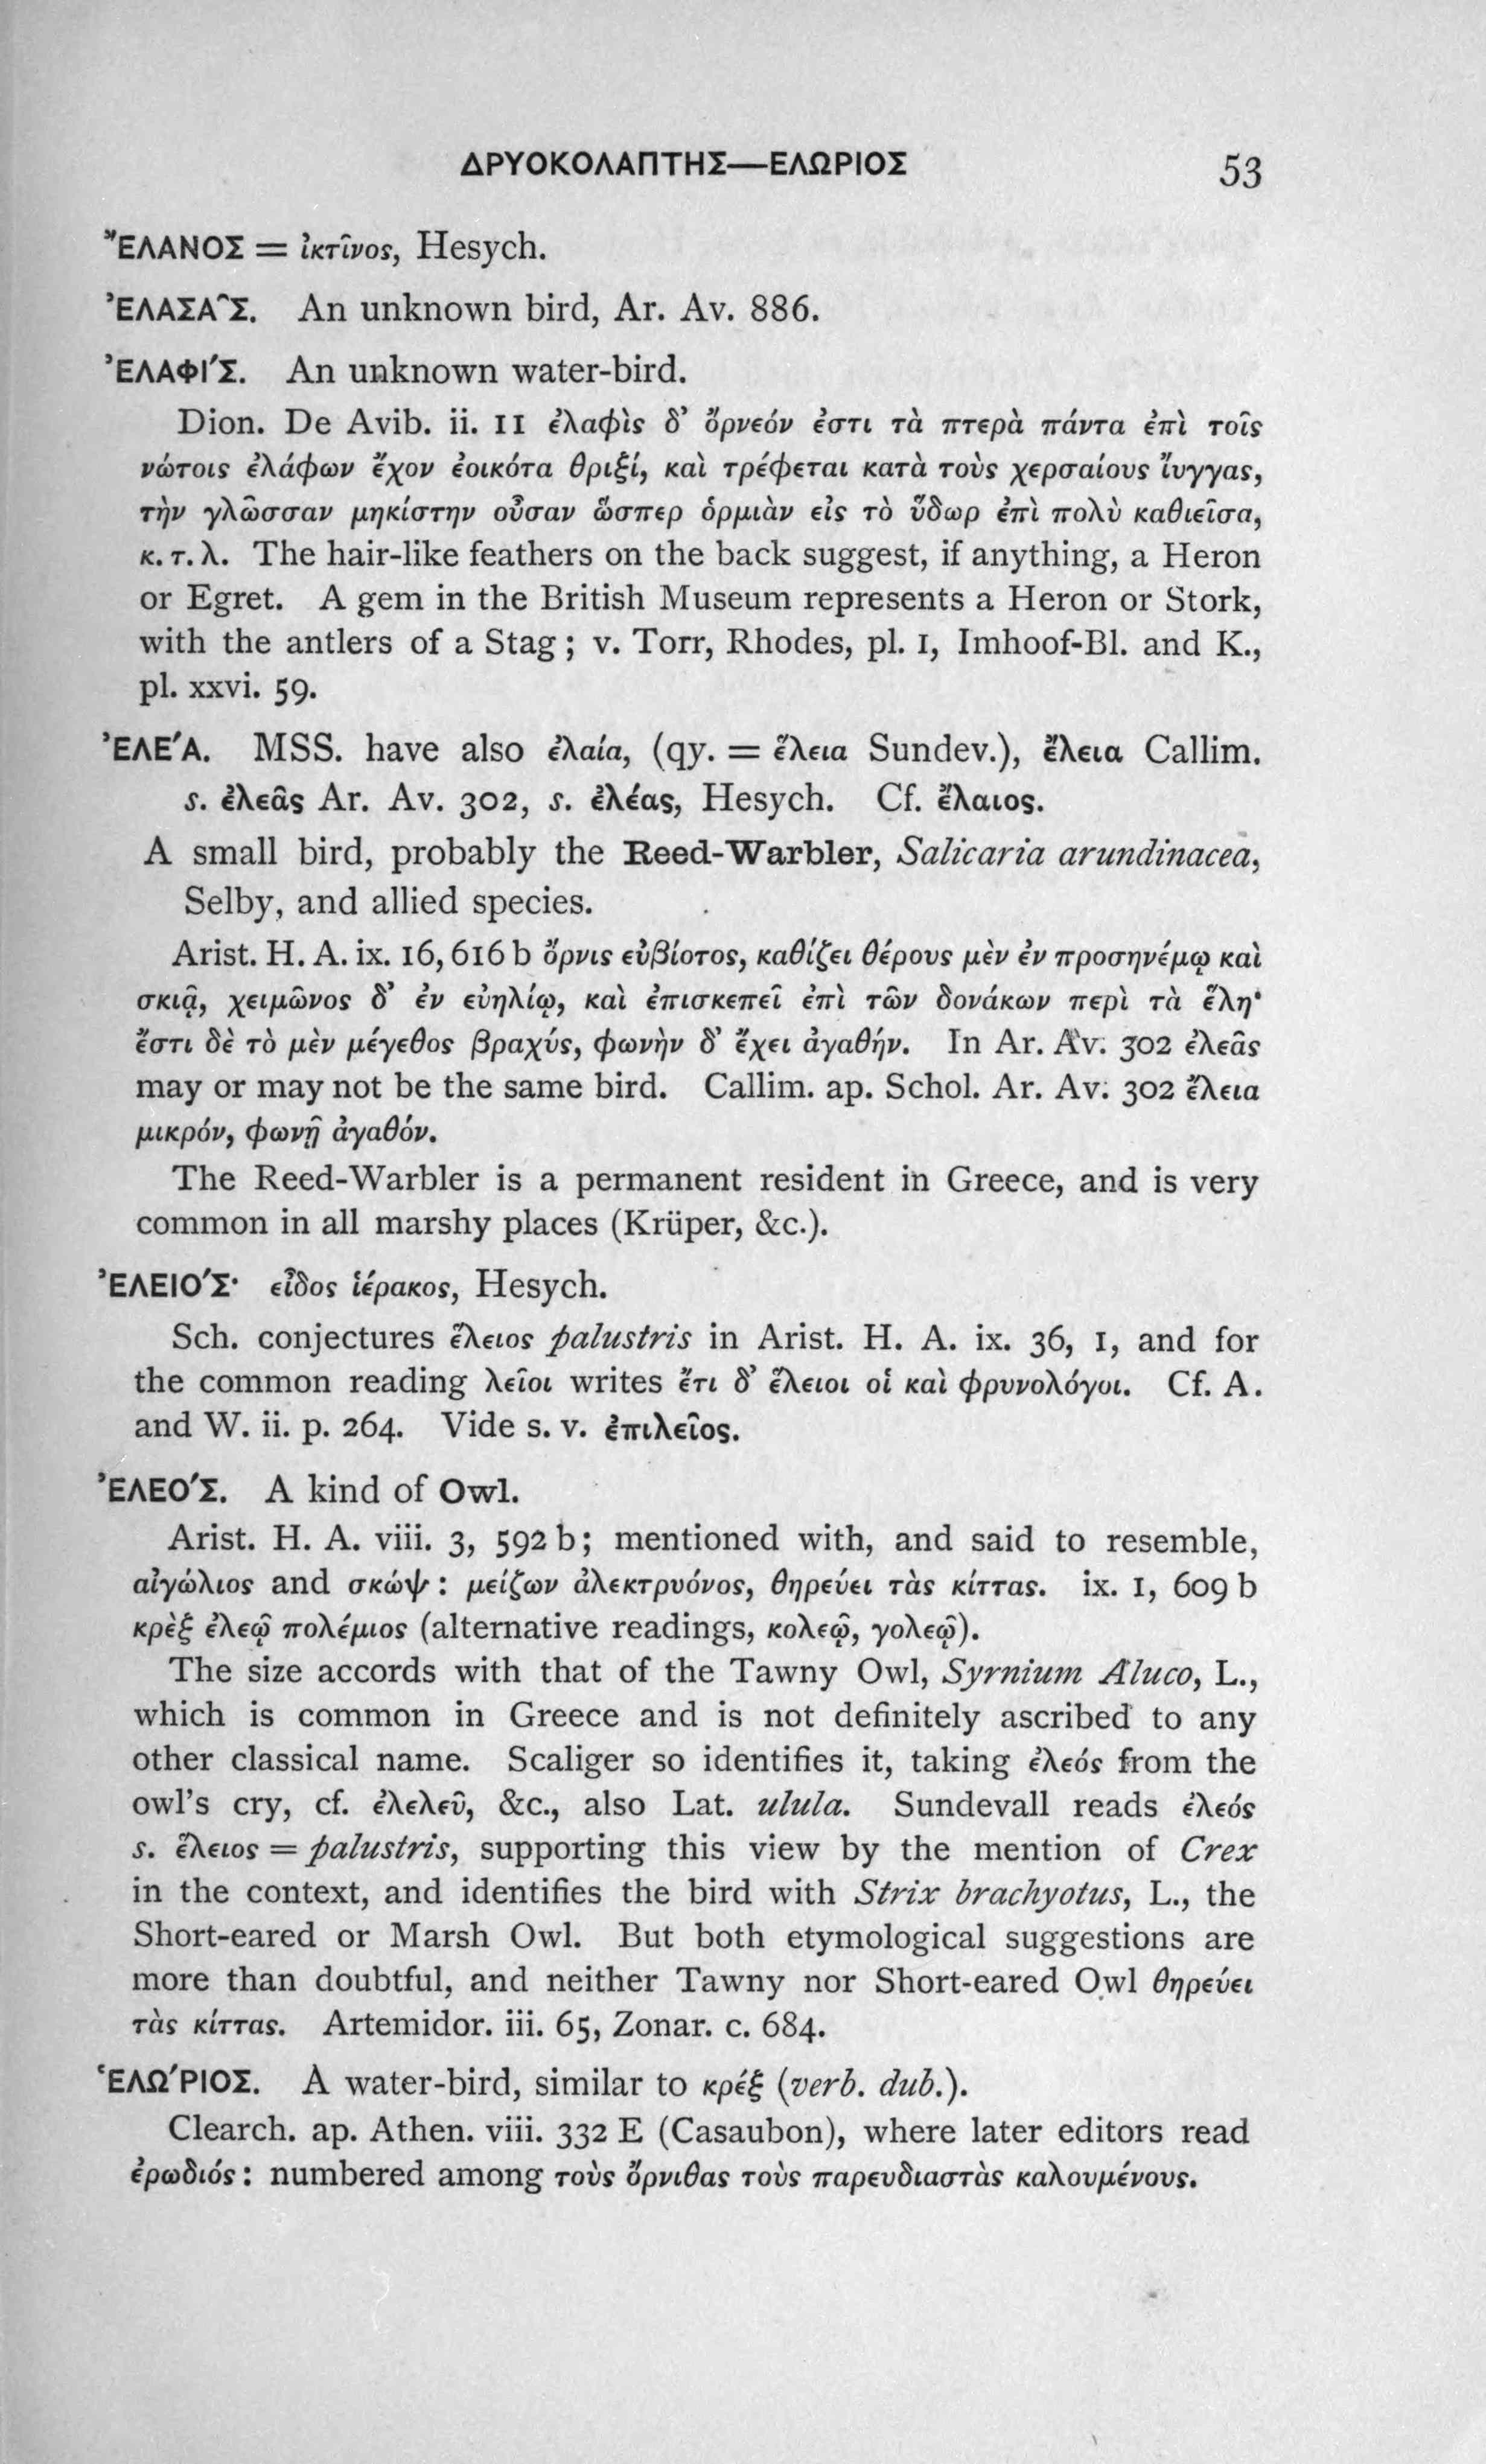 ΔΡΥΟΚΟΛΑΠΤΗΣ—ΕΛΩΡΙΟΣ 53
ἜΛΑΝΟΣ = ἰκτῖνος, Hesych.
ἘΛΑΣΑ͂Σ. An unknown bird, Ar. Av. 886.
ἘΛΑΦΊΣ. An unknown water-bird.
Dion. De Avib. ii. 11 ἐλαφὶς δ’ ὄρνεόν ἐστι τὰ πτερὰ πάντα ἐπὶ τοῖς
νώτοις ἐλάφων ἔχον ἐοικότα θριξί, καὶ τρέφεται κατὰ τοὺς χερσαίους ἴυγγας,
τὴν γλῶσσαν μηκίστην οὖσαν ὥσπερ ὁρμιὰν εἰς τὸ ὕδωρ ἐπὶ πολὺ καθιεῖσα,
κ. τ. λ. The hair-like feathers on the back suggest, if anything, a Heron
or Egret. A gem in the British Museum represents a Heron or Stork,
with the antlers of a Stag; v. Torr, Rhodes, pl. 1, Imhoof-Bl. and K.,
pl. xxvi. 59.
ἘΛΕΆ. MSS. have also ἐλαία, (qy. = ἕλεια Sundev.), ἔλεια Callim.
s. ἐλεᾶς Ar. Av. 302, s. ἐλέας, Hesych. Cf. ἔλαιος.
A small bird, probably the Reed-Warbler, Salicaria arundinacea,
Selby, and allied species.
Arist. H. A. ix. 16, 616 b ὄρνις εὐβίοτος, καθίζει θέρους μὲν ἐν προσηνέμῳ καὶ
σκιᾷ, χειμῶνος δ’ ἐν εὐηλίῳ, καὶ ἐπισκεπεῖ ἐπὶ τῶν δονάκων περὶ τὰ ἕλη·
ἔστι δὲ τὸ μὲν μέγεθος βραχύς, φωνὴν δ’ ἔχει ἀγαθήν. In Ar. Av. 302 ἐλεᾶς
may or may not be the same bird. Callim. ap. Schol. Ar. Av. 302 ἔλεια
μικρόν, φωνῇ ἀγαθόν.
The Reed-Warbler is a permanent resident in Greece, and is very
common in all marshy places (Krüper, &c.).
ἘΛΕΙΌΣ· εἶδος ἱέρακος, Hesych.
Sch. conjectures ἕλειος palustris in Arist. H. A. ix. 36, 1, and for
the common reading λεῖοι writes ἔτι δ’ ἕλειοι οἱ καὶ φρυνολόγοι. Cf. A.
and W. ii. p. 264. Vide s. v. ἐπιλεῖος.
ἘΛΕΌΣ. A kind of Owl.
Arist. H. A. viii. 3, 592 b; mentioned with, and said to resemble,
αἰγώλιος and σκώψ: μείζων ἀλεκτρυόνος, θηρεύει τὰς κίττας. ix. 1, 609 b
κρὲξ ἐλεῷ πολέμιος (alternative readings, κολεῷ, γολεῷ).
The size accords with that of the Tawny Owl, Syrnium Aluco, L.,
which is common in Greece and is not definitely ascribed to any
other classical name. Scaliger so identifies it, taking ἐλεός from the
owl's cry, cf. ἐλελεῦ, &c., also Lat. ulula. Sundevall reads ἐλεός
s. ἕλειος = palustris, supporting this view by the mention of Crex
in the context, and identifies the bird with Strix brachyotus, L., the
Short-eared or Marsh Owl. But both etymological suggestions are
more than doubtful, and neither Tawny nor Short-eared Owl θηρεύει
τὰς κίττας. Artemidor. iii. 65, Zonar. c. 684.
ἙΛΏΡΙΟΣ. A water-bird, similar to κρέξ (verb. dub.).
Clearch. ap. Athen. viii. 332 E (Casaubon), where later editors read
ἐρωδιός: numbered among τοὺς ὄρνιθας τοὺς παρευδιαστὰς καλουμένους.